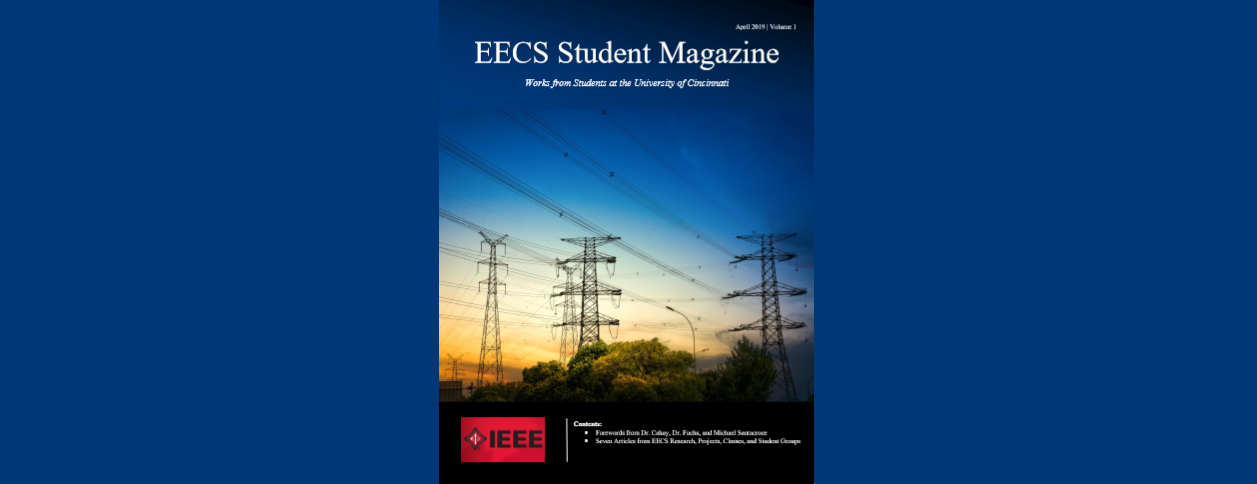 April 2019 | Volume 1
EECS Student Magazine
Works from Students at the University of Cincinnati
IEEE
Contents:
Forewords from Dr. Cahay, Dr. Fuchs, and Michael Santacroce
Seven Articles from EECS Research, Projects, Classes, and Student Groups